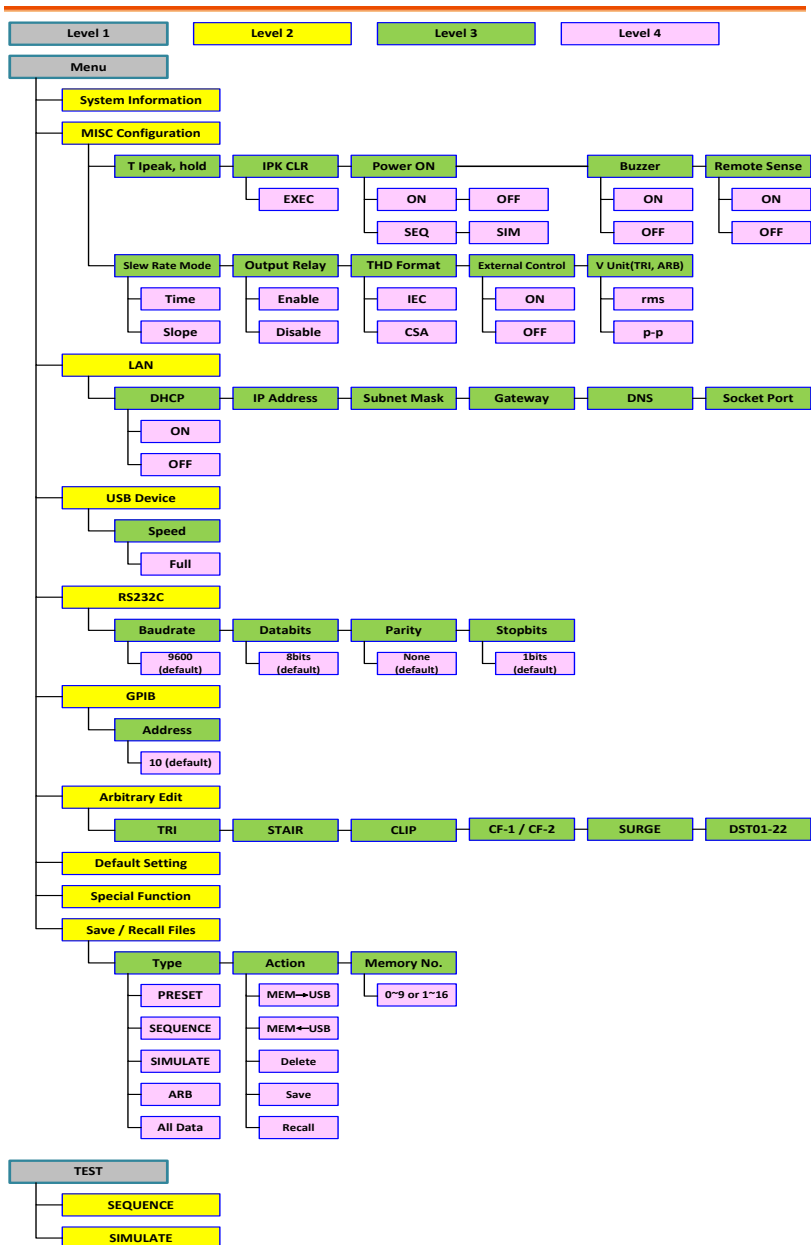 Level 1 Level 2 Level 3 Level 4
Menu
System Information
MISC Configuration
T Ipeak, hold IPK CLR Power ON Buzzer Remote Sense
EXEC ON OFF ON ON
SEQ SIM OFF OFF
Slew Rate Mode Output Relay THD Format External Control V Unit(TRI, ARB)
Time Enable IEC ON rms
Slope Disable CSA OFF p-p
LAN
DHCP IP Address Subnet Mask Gateway DNS Socket Port
ON
OFF
USB Device
Speed
Full
RS232C
Baudrate Databits Parity Stopbits
9600 8bits None 1bits
(default) (default) (default) (default)
GPIB
Address
10 (default)
Arbitrary Edit
TRI STAIR CLIP CF-1 / CF-2 SURGE DST01-22
Default Setting
Special Function
Save / Recall Files
Type Action Memory No.
PRESET MEM→USB 0~9 or 1~16
SEQUENCE MEM←USB
SIMULATE Delete
ARB Save
All Data Recall
TEST
SEQUENCE
SIMULATE